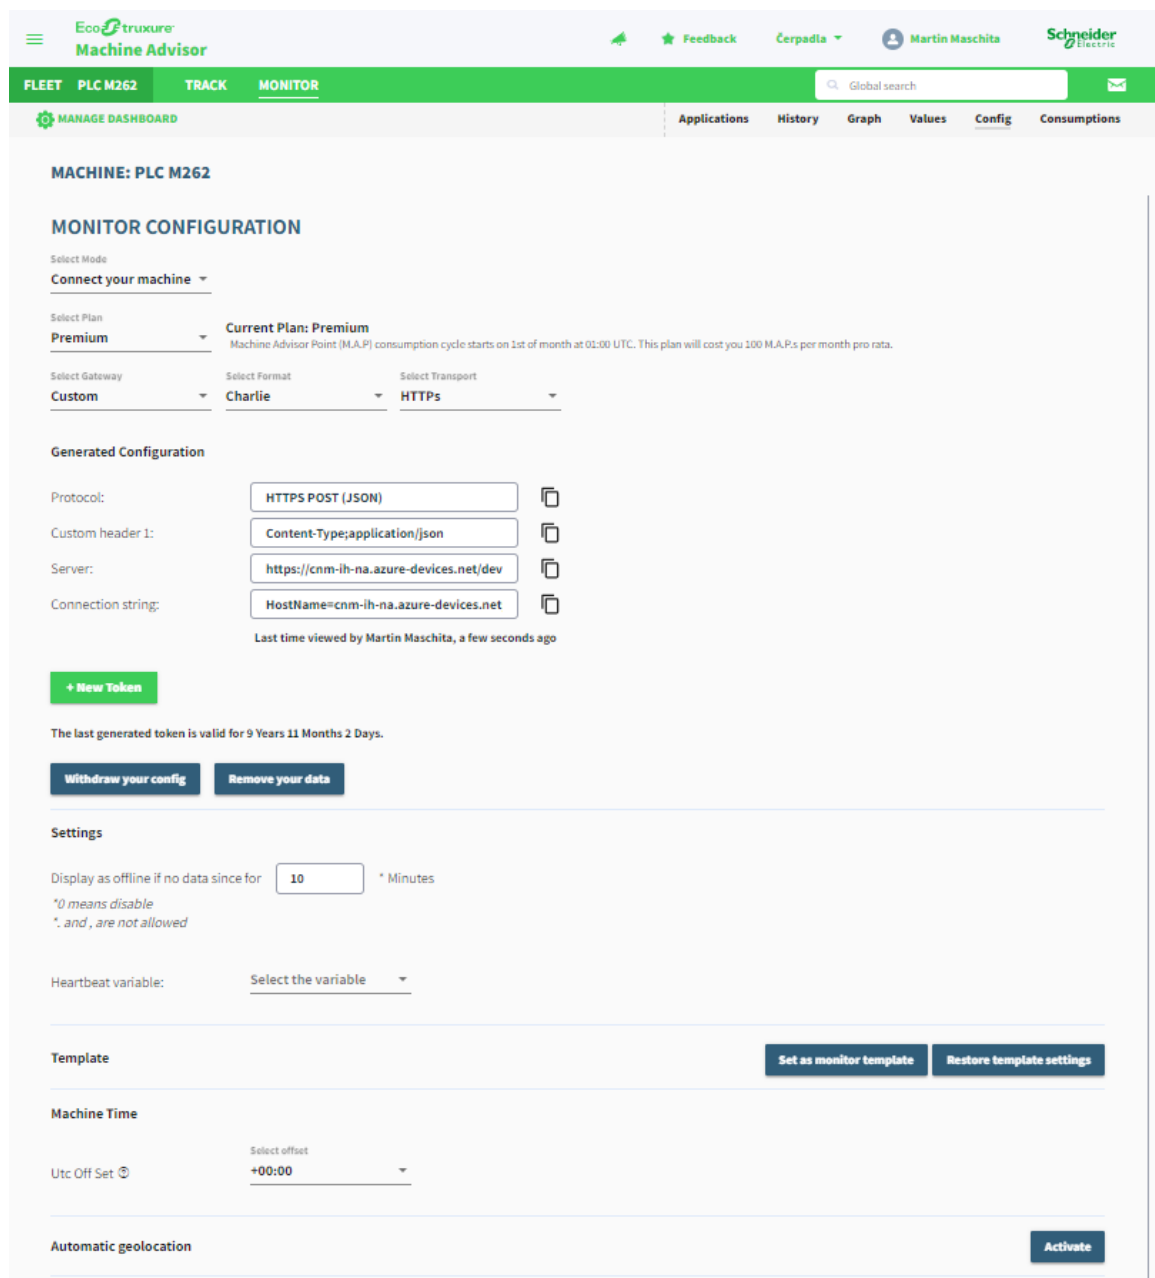 EcoStruxure
Machine Advisor
Feedback
Čerpadla
Martin Maschita
Schneider
Electric
FLEET PLC M262 TRACK MONITOR
Global search
MANAGE DASHBOARD
Applications History Graph Values Config Consumptions
MACHINE: PLC M262
MONITOR CONFIGURATION
Select Mode
Connect your machine
Select Plan
Premium
Current Plan: Premium
Machine Advisor Point (M.A.P) consumption cycle starts on 1st of month at 01:00 UTC. This plan will cost you 100 M.A.P.s per month pro rata.
Select Gateway Select Format Select Transport
Custom Charlie HTTPs
Generated Configuration
Protocol: HTTPS POST (JSON)
Custom header 1: Content-Type;application/json
Server: https://cnm-ih-na.azure-devices.net/dev
Connection string: HostName=cnm-ih-na.azure-devices.net
Last time viewed by Martin Maschita, a few seconds ago
+ New Token
The last generated token is valid for 9 Years 11 Months 2 Days.
Withdraw your config Remove your data
Settings
Display as offline if no data since for 10 * Minutes
*0 means disable
*. and , are not allowed
Heartbeat variable: Select the variable
Template Set as monitor template Restore template settings
Machine Time
Select offset
Utc Off Set +00:00
Automatic geolocation Activate